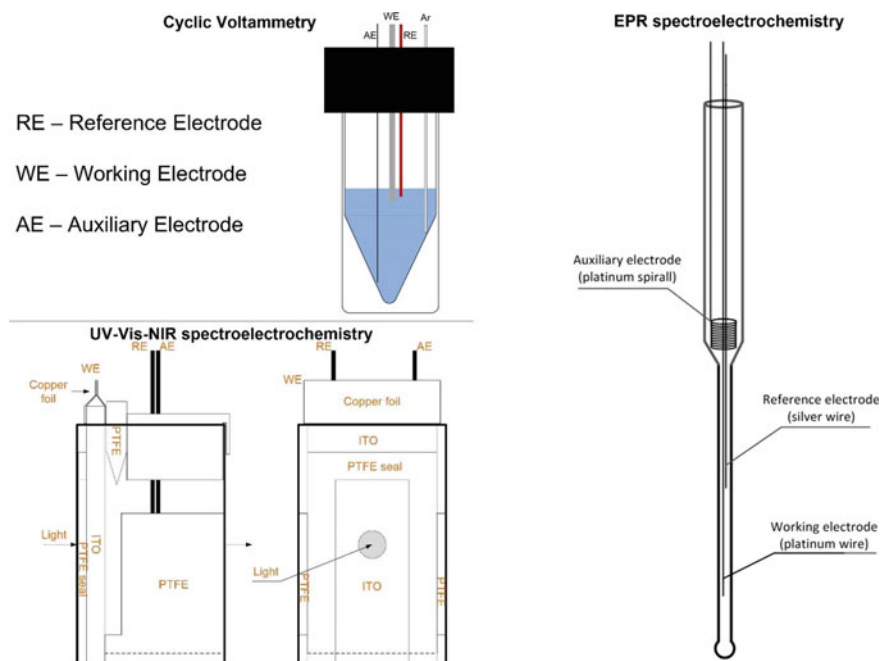 Cyclic Voltammetry
WE
Ar
AE
RE
RE – Reference Electrode
WE – Working Electrode
AE – Auxiliary Electrode
UV-Vis-NIR spectroelectrochemistry
RE AE
WE
Copper
foil
PTFE
Light
ITO
PTFE seal
PTFE
RE
AE
WE
Copper foil
ITO
PTFE seal
Light
PTFE
ITO
PTFE
EPR spectroelectrochemistry
Auxiliary electrode
(platinum spirall)
Reference electrode
(silver wire)
Working electrode
(platinum wire)